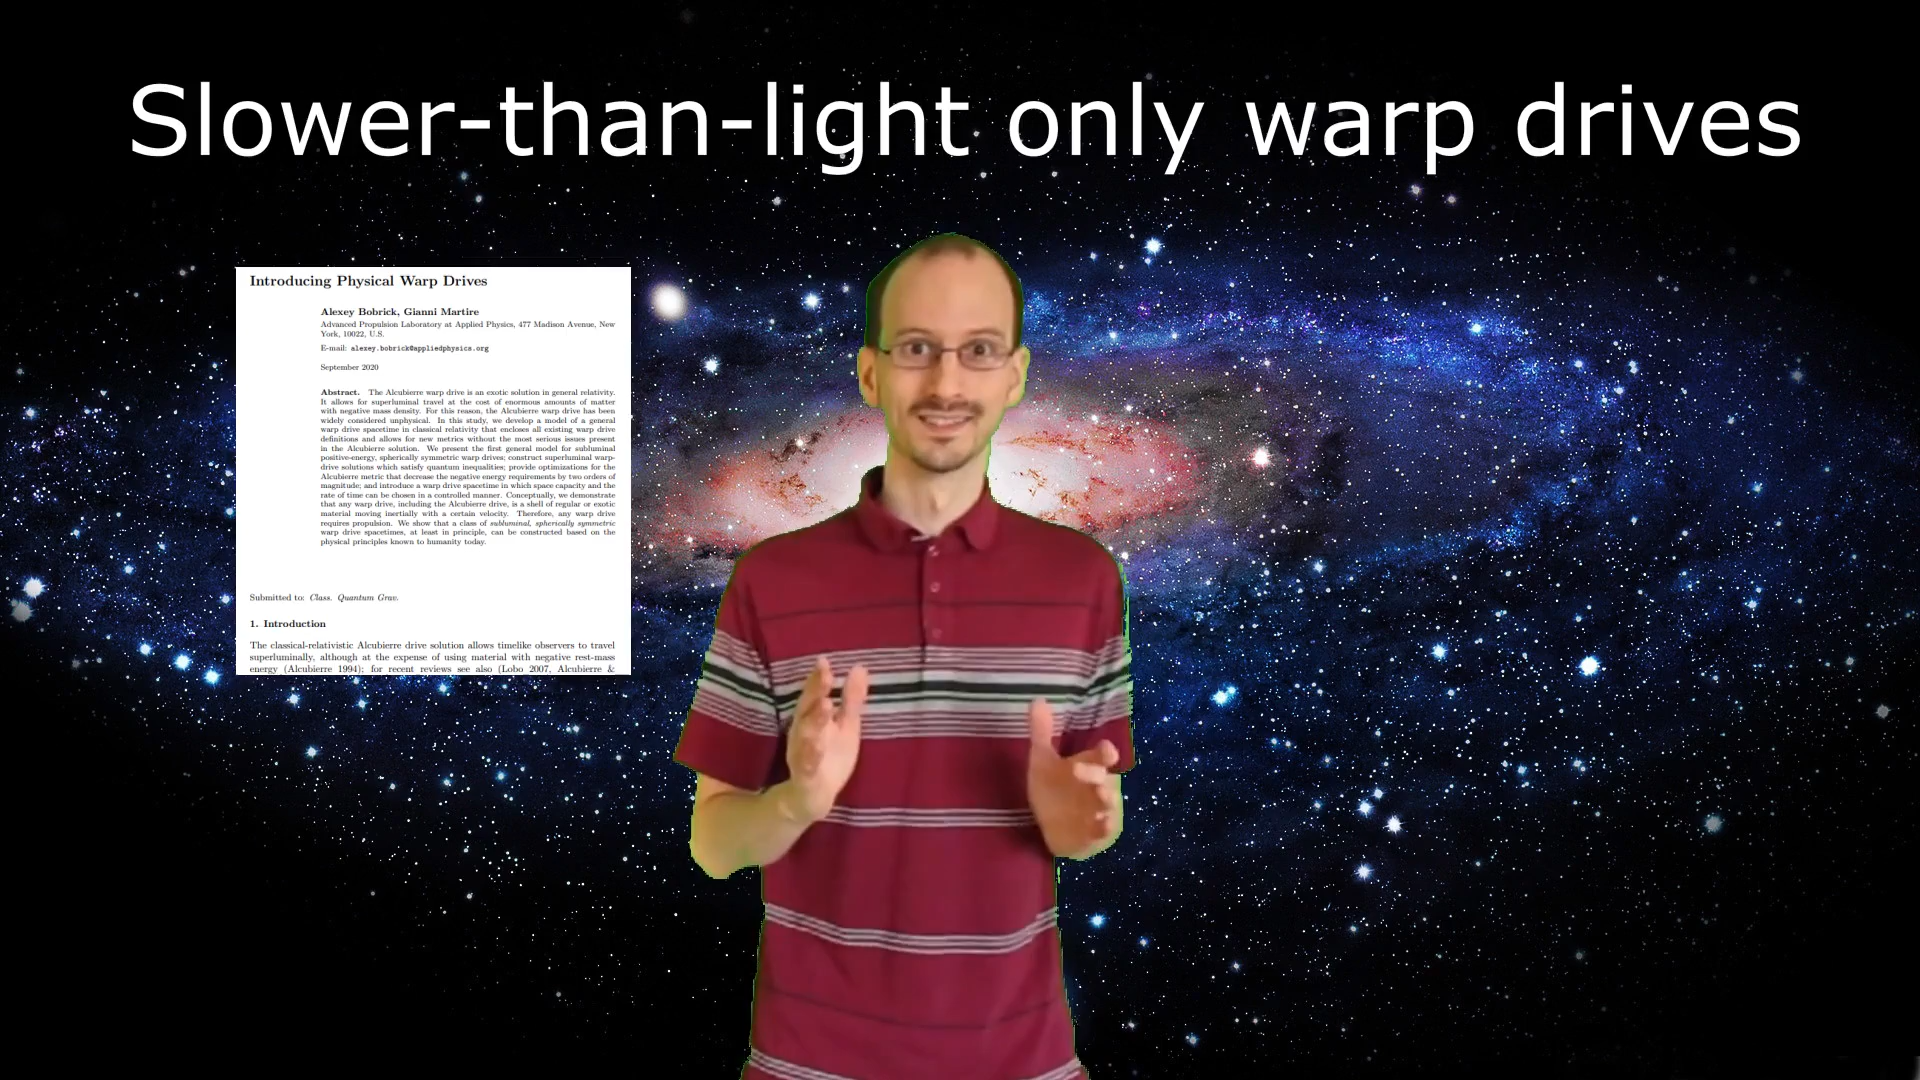 Slower-than-light only warp drives
Introducing Physical Warp Drives
Alexey Bobrick, Gianni Martire
Advanced Propulsion Laboratory at Applied Physics, 477 Madison Avenue, New
York, 10022, U.S.
E-mail: alexey.bobrick@appliedphysics.org
September 2020
Abstract. The Alcubierre warp drive is an exotic solution in general relativity.
It allows for superluminal travel at the cost of enormous amounts of matter
with negative mass density. For this reason, the Alcubierre warp drive has been
widely considered unphysical. In this study, we develop a model of a general
warp drive spacetime in classical relativity that encloses all existing warp drive
definitions and allows for new metrics without the most serious issues present
in the Alcubierre solution. We present the first general model for subluminal
positive-energy, spherically symmetric warp drives; construct superluminal warp-
drive solutions which satisfy quantum inequalities; provide optimizations for the
Alcubierre metric that decrease the negative energy requirements by two orders of
magnitude; and introduce a warp drive spacetime in which space capacity and the
rate of time can be chosen in a controlled manner. Conceptually, we demonstrate
that any warp drive, including the Alcubierre drive, is a shell of regular or exotic
material moving inertially with a certain velocity. Therefore, any warp drive
requires propulsion. We show that a class of subluminal, spherically symmetric
warp drive spacetimes, at least in principle, can be constructed based on the
physical principles known to humanity today.
Submitted to: Class. Quantum Grav.
1. Introduction
The classical-relativistic Alcubierre drive solution allows timelike observers to travel
superluminally, although at the expense of using material with negative rest-mass
energy (Alcubierre 1994); for recent reviews see also (Lobo 2007, Alcubierre &